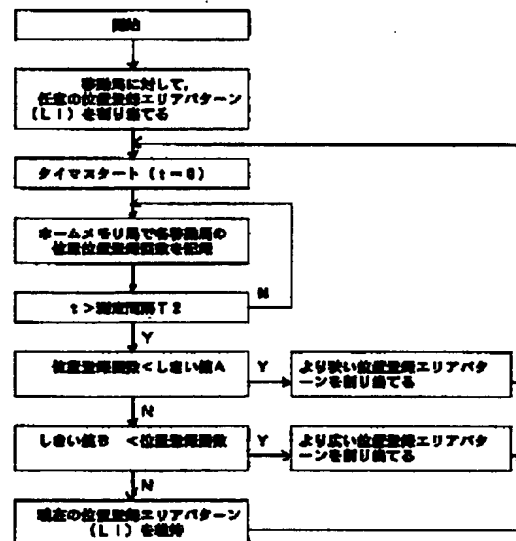 開始
移動局に対して,
任意の位置登録エリアパターン
(LI)を割り当てる
タイマスタート(t=0)
ホームメモリ局で各移動局の
位置位置登録回数を記録
t>測定間隔T2
N
Y
位置登録回数<しきい値A
Y
より狭い位置登録エリアパタ
ーンを割り当てる
N
しきい値B <位置登録回数
Y
より広い位置登録エリアパタ
ーンを割り当てる
N
現在の位置登録エリアパターン
(LI)を維持